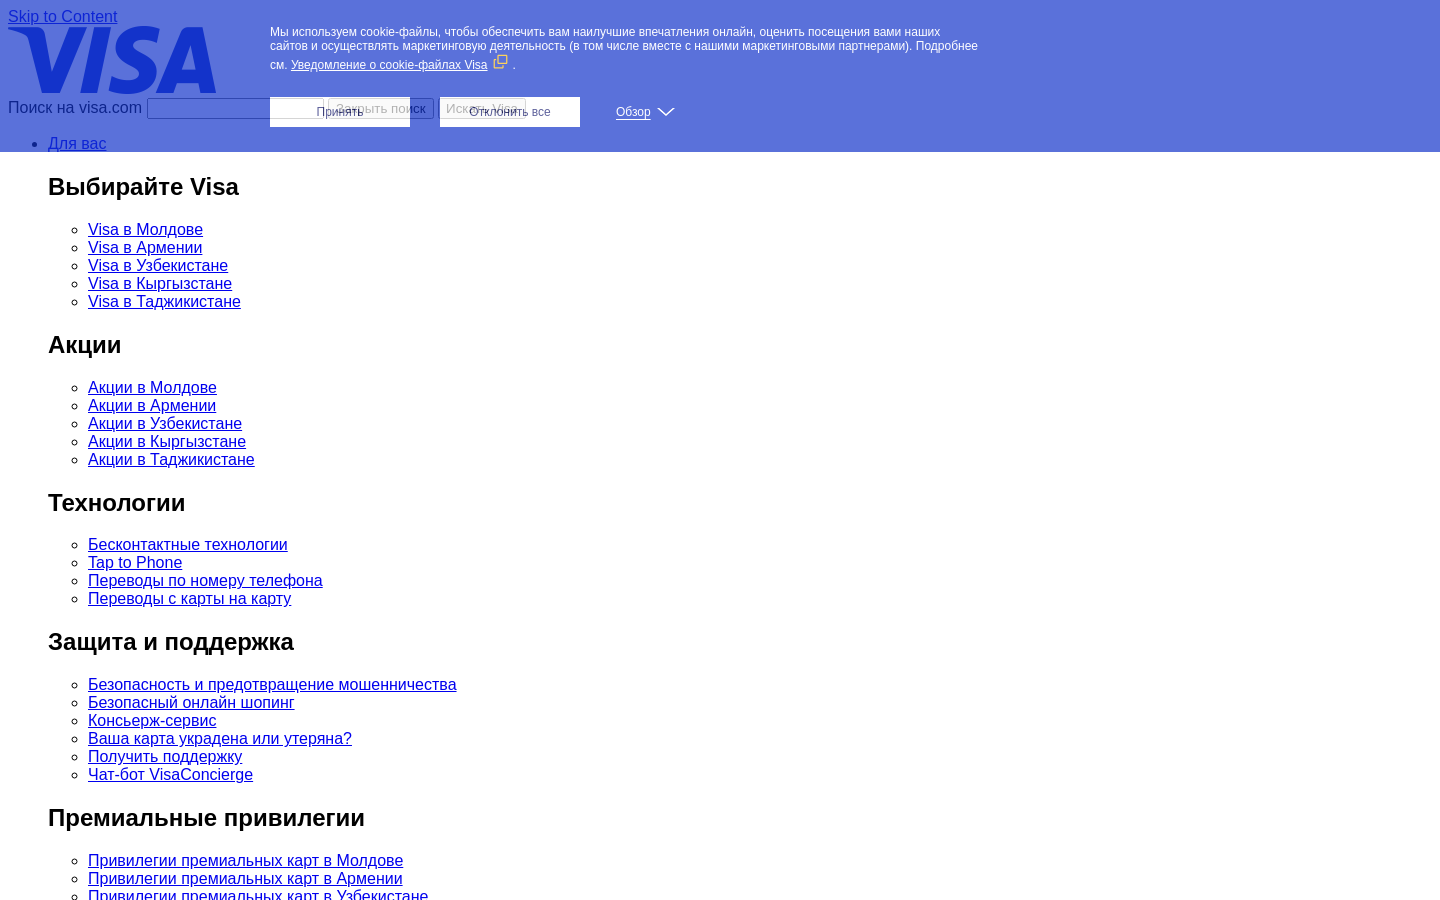 Skip to Content
VISA
Мы используем cookie-файлы, чтобы обеспечить вам наилучшие впечатления онлайн, оценить посещения вами наших
сайтов и осуществлять маркетинговую деятельность (в том числе вместе с нашими маркетинговыми партнерами). Подробнее
см. Уведомление о cookie-файлах Visa .
Поиск на visa.com Закрыть поиск Искать Visa
Принять Отклонить все Обзор
Для вас
Выбирайте Visa
Visa в Молдове
Visa в Армении
Visa в Узбекистане
Visa в Кыргызстане
Visa в Таджикистане
Акции
Акции в Молдове
Акции в Армении
Акции в Узбекистане
Акции в Кыргызстане
Акции в Таджикистане
Технологии
Бесконтактные технологии
Tap to Phone
Переводы по номеру телефона
Переводы с карты на карту
Защита и поддержка
Безопасность и предотвращение мошенничества
Безопасный онлайн шопинг
Консьерж-сервис
Ваша карта украдена или утеряна?
Получить поддержку
Чат-бот VisaConcierge
Премиальные привилегии
Привилегии премиальных карт в Молдове
Привилегии премиальных карт в Армении
Привилегии премиальных карт в Узбекистане